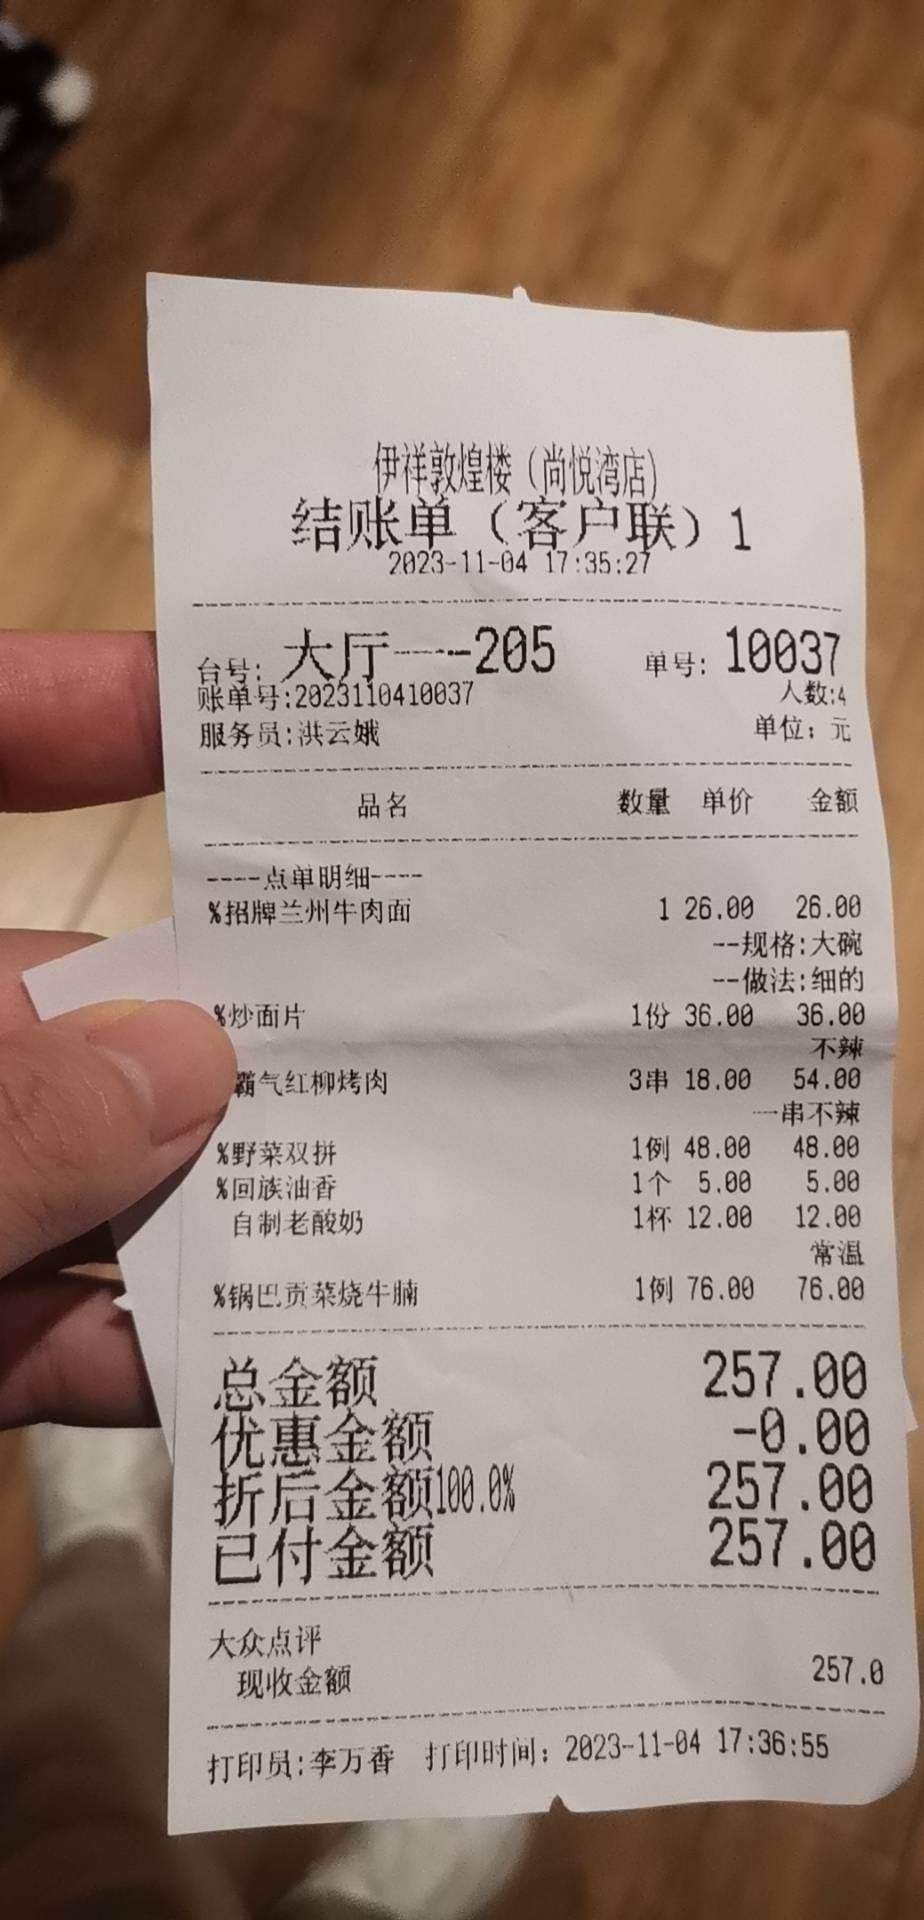 伊祥敦煌楼（尚悦湾店）
结账单（客户联）1
2023-11-04 17:35:27
台号: 大厅----205 单号: 10037
账单号:2023110410037 人数:4
服务员:洪云娥 单位: 元
品名 数量 单价 金额
----点单明细----
%招牌兰州牛肉面 1 26.00 26.00
--规格:大碗
--做法:细的
%炒面片 1份 36.00 36.00
不辣
霸气红柳烤肉 3串 18.00 54.00
一串不辣
%野菜双拼 1例 48.00 48.00
%回族油香 1个 5.00 5.00
自制老酸奶 1杯 12.00 12.00
常温
%锅巴贡菜烧牛腩 1例 76.00 76.00
总金额 257.00
优惠金额 -0.00
折后金额100.0% 257.00
已付金额 257.00
大众点评
现收金额 257.0
打印员:李万香 打印时间: 2023-11-04 17:36:55